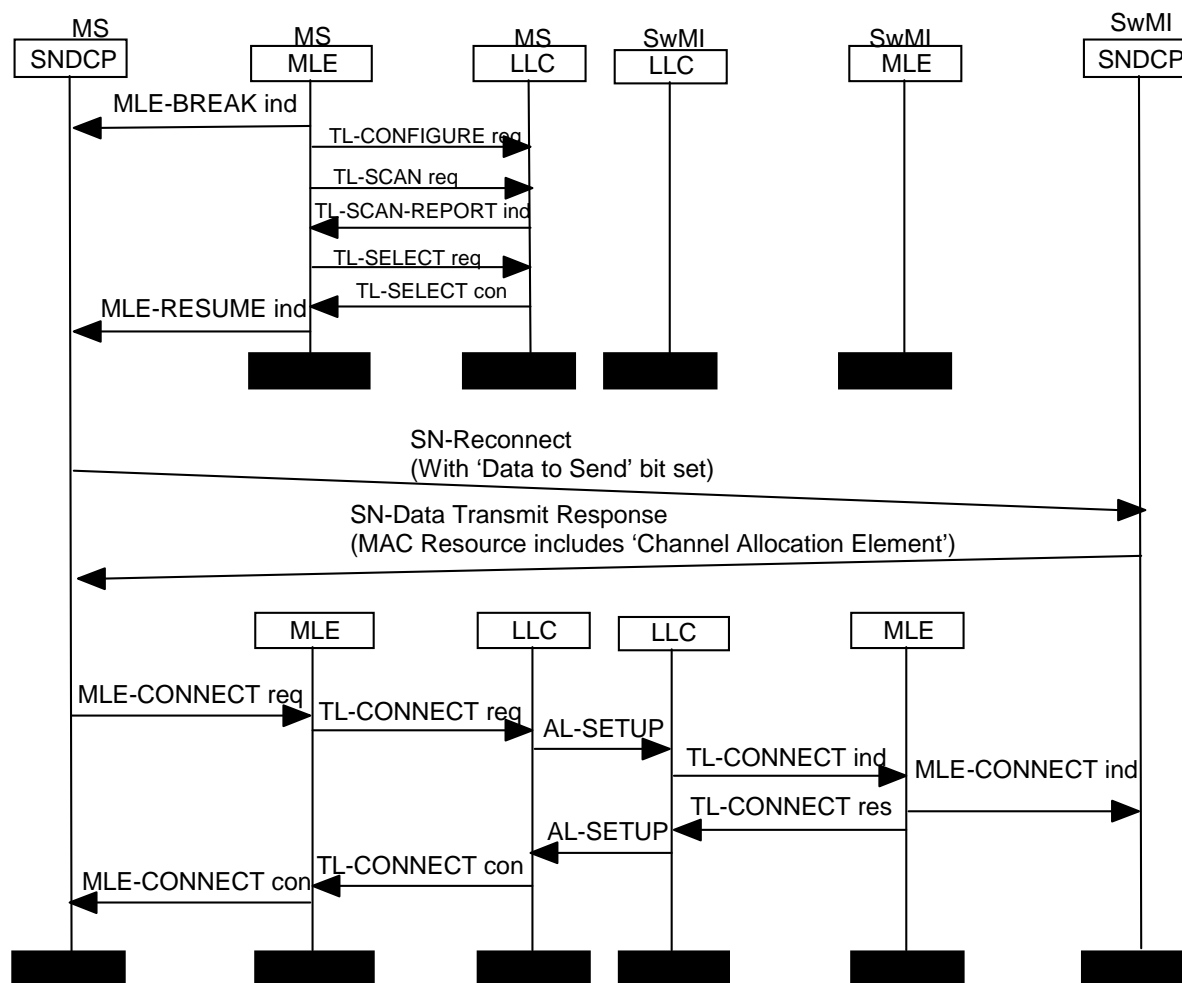 MS
SNDCP
MS
MLE
MS
LLC
SwMI
LLC
SwMI
MLE
SwMI
SNDCP
MLE-BREAK ind
TL-CONFIGURE req
TL-SCAN req
TL-SCAN-REPORT ind
TL-SELECT req
TL-SELECT con
MLE-RESUME ind
SN-Reconnect
(With ‘Data to Send’ bit set)
SN-Data Transmit Response
(MAC Resource includes ‘Channel Allocation Element’)
MLE
LLC
LLC
MLE
MLE-CONNECT req
TL-CONNECT req
AL-SETUP
TL-CONNECT ind
MLE-CONNECT ind
TL-CONNECT res
AL-SETUP
TL-CONNECT con
MLE-CONNECT con